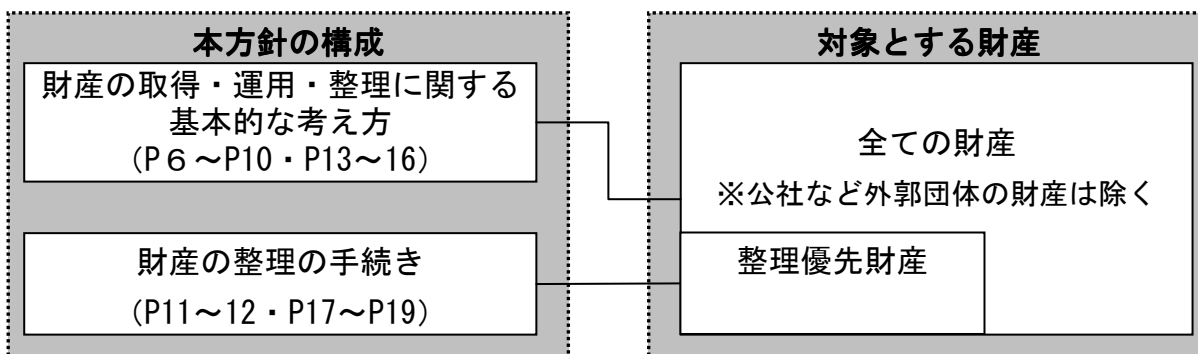 本方針の構成
財産の取得・運用・整理に関する
基本的な考え方
（P６～P10・P13～16）
財産の整理の手続き
（P11～12・P17～P19）
対象とする財産
全ての財産
※公社など外郭団体の財産は除く
整理優先財産